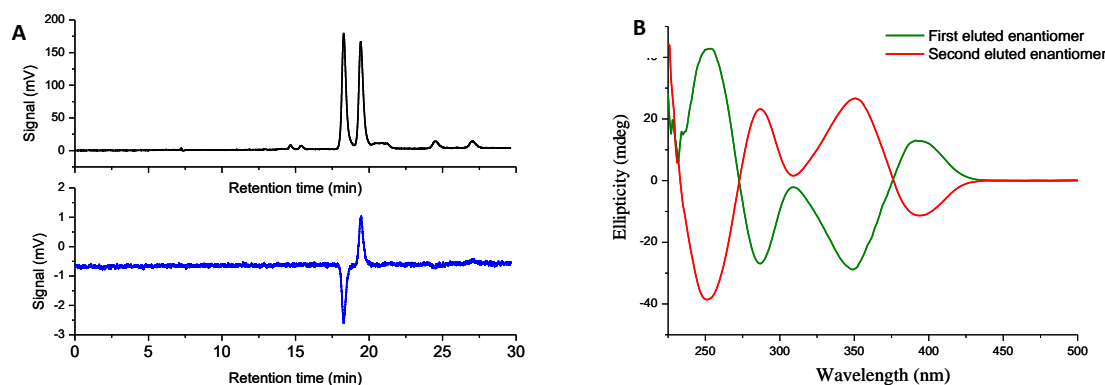 A
200
150
100
50
0
Signal (mV)
Retention time (min)
2
1
0
-1
-2
-3
Signal (mV)
0 5 10 15 20 25 30
Retention time (min)
B
First eluted enantiomer
Second eluted enantiomer
40
20
0
-20
-40
Ellipticity (mdeg)
250 300 350 400 450 500
Wavelength (nm)